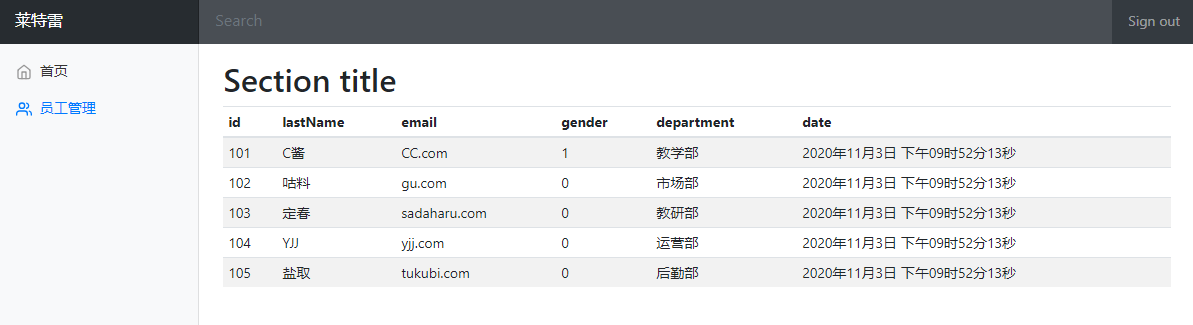 莱特雷 Search Sign out
首页
员工管理
Section title
id lastName email gender department date
101 C酱 CC.com 1 教学部 2020年11月3日 下午09时52分13秒
102 咕料 gu.com 0 市场部 2020年11月3日 下午09时52分13秒
103 定春 sadaharu.com 0 教研部 2020年11月3日 下午09时52分13秒
104 YJJ yjj.com 0 运营部 2020年11月3日 下午09时52分13秒
105 盐取 tukubi.com 0 后勤部 2020年11月3日 下午09时52分13秒